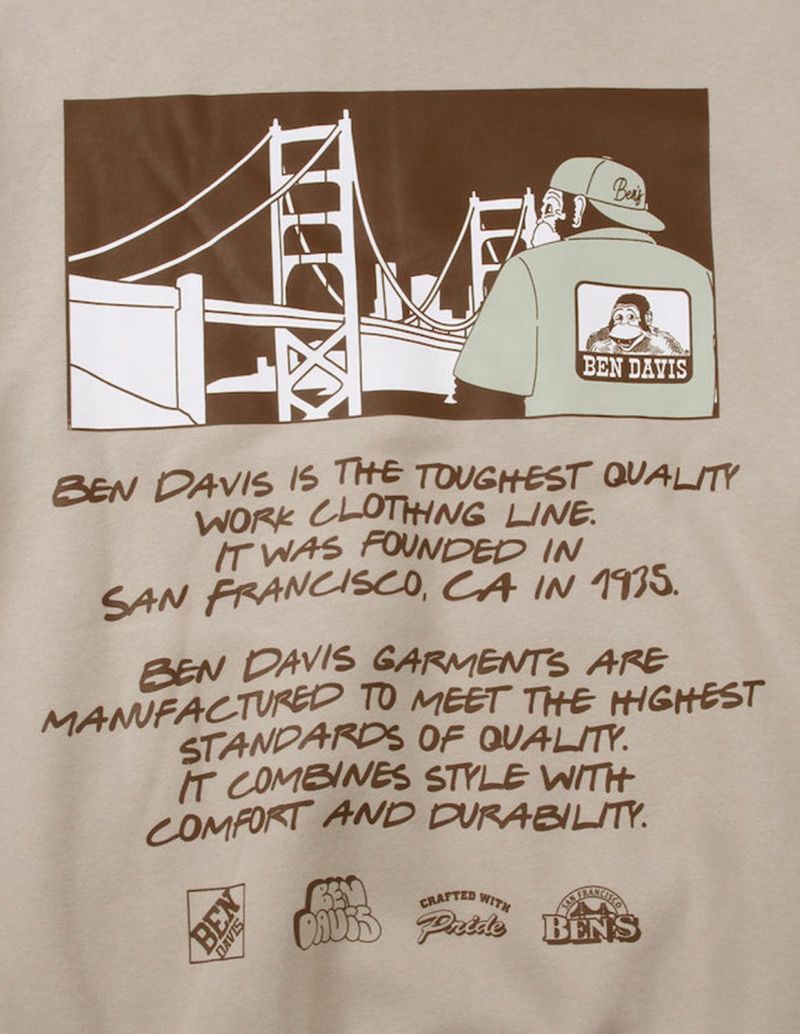 Ben's
BEN DAVIS
BEN DAVIS IS THE TOUGHEST QUALITY
WORK CLOTHING LINE.
IT WAS FOUNDED IN
SAN FRANCISCO, CA IN 1935.
BEN DAVIS GARMENTS ARE
MANUFACTURED TO MEET THE HIGHEST
STANDARDS OF QUALITY.
IT COMBINES STYLE WITH
COMFORT AND DURABILITY.
BEN
DAVIS
BEN
DAVIS
CRAFTED WITH
Pride
SAN FRANCISCO
BEN'S